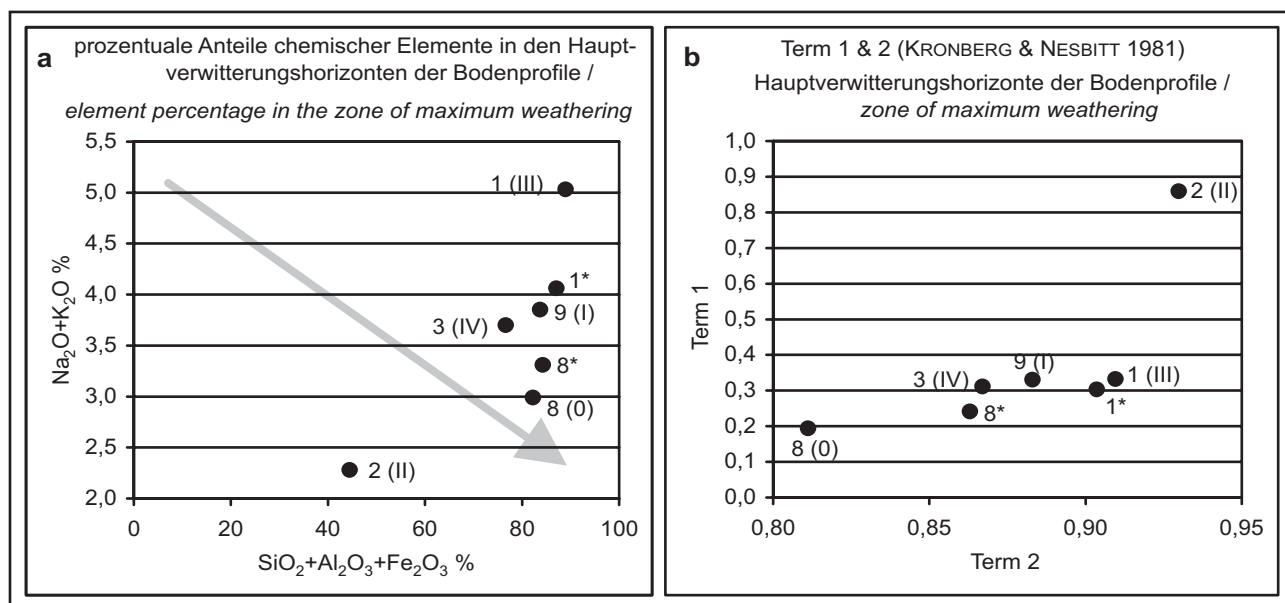 a
prozentuale Anteile chemischer Elemente in den Haupt-
verwitterungshorizonten der Bodenprofile /
element percentage in the zone of maximum weathering
5,5
5,0
4,5
4,0
3,5
3,0
2,5
2,0
Na₂O+K₂O %
1 (III)
1*
9 (I)
3 (IV)
8*
8 (0)
2 (II)
0 20 40 60 80 100
SiO₂+Al₂O₃+Fe₂O₃ %
b
Term 1 & 2 (KRONBERG & NESBITT 1981)
Hauptverwitterungshorizonte der Bodenprofile /
zone of maximum weathering
1,0
0,9
0,8
0,7
0,6
0,5
0,4
0,3
0,2
0,1
0,0
Term 1
2 (II)
9 (I)
3 (IV)
1 (III)
8*
1*
8 (0)
0,80 0,85 0,90 0,95
Term 2